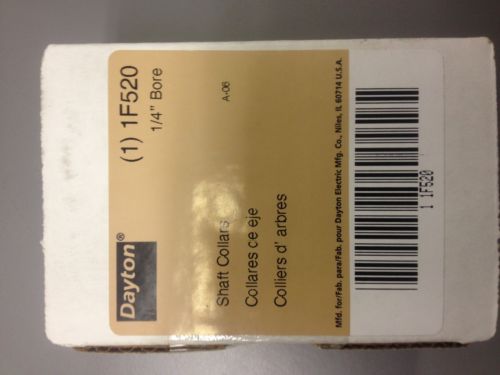 Dayton®
(1) 1F520
1/4" Bore
Shaft Collars
A-06
Collares ce eje
Colliers d' arbres
Mfd. for/Fab. para/Fab. pour Dayton Electric Mfg. Co., Niles, IL 60714 U.S.A.
1 1F520